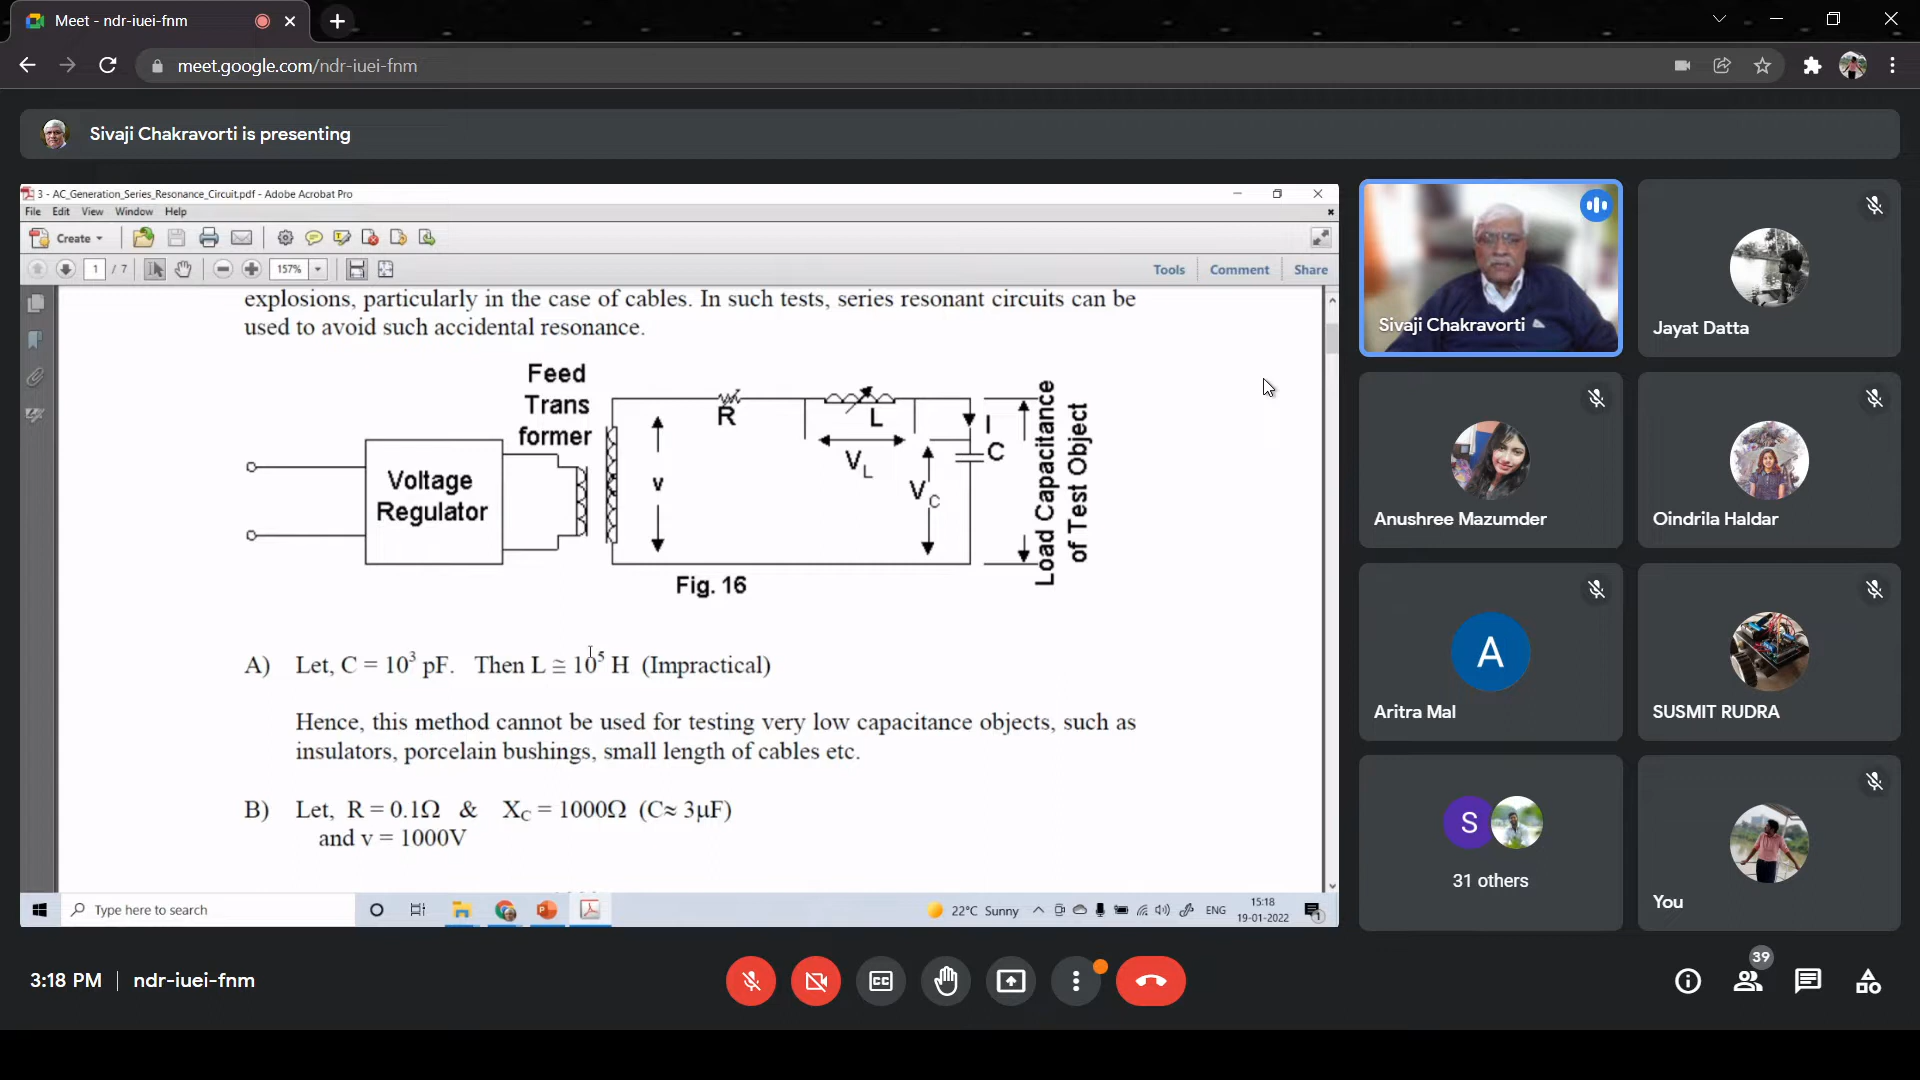 Meet - ndr-iuei-fnm
meet.google.com/ndr-iuei-fnm
Sivaji Chakravorti is presenting
3 - AC_Generation_Series_Resonance_Circuit.pdf - Adobe Acrobat Pro
File Edit View Window Help
Create
1 / 7 157% Tools Comment Share
explosions, particularly in the case of cables. In such tests, series resonant circuits can be
used to avoid such accidental resonance.
Feed
Trans
former
Voltage
Regulator
v
R
L
V_L
I
C
V_C
Load Capacitance
of Test Object
Fig. 16
A) Let, C = 10³ pF. Then L ≅ 10⁵ H (Impractical)
Hence, this method cannot be used for testing very low capacitance objects, such as
insulators, porcelain bushings, small length of cables etc.
B) Let, R = 0.1Ω & X_C = 1000Ω (C≈ 3μF)
and v = 1000V
Type here to search
22°C Sunny
ENG
15:18
19-01-2022
1
Sivaji Chakravorti
Jayat Datta
Anushree Mazumder
Oindrila Haldar
A
Aritra Mal
SUSMIT RUDRA
S
31 others
You
3:18 PM | ndr-iuei-fnm
CC
39